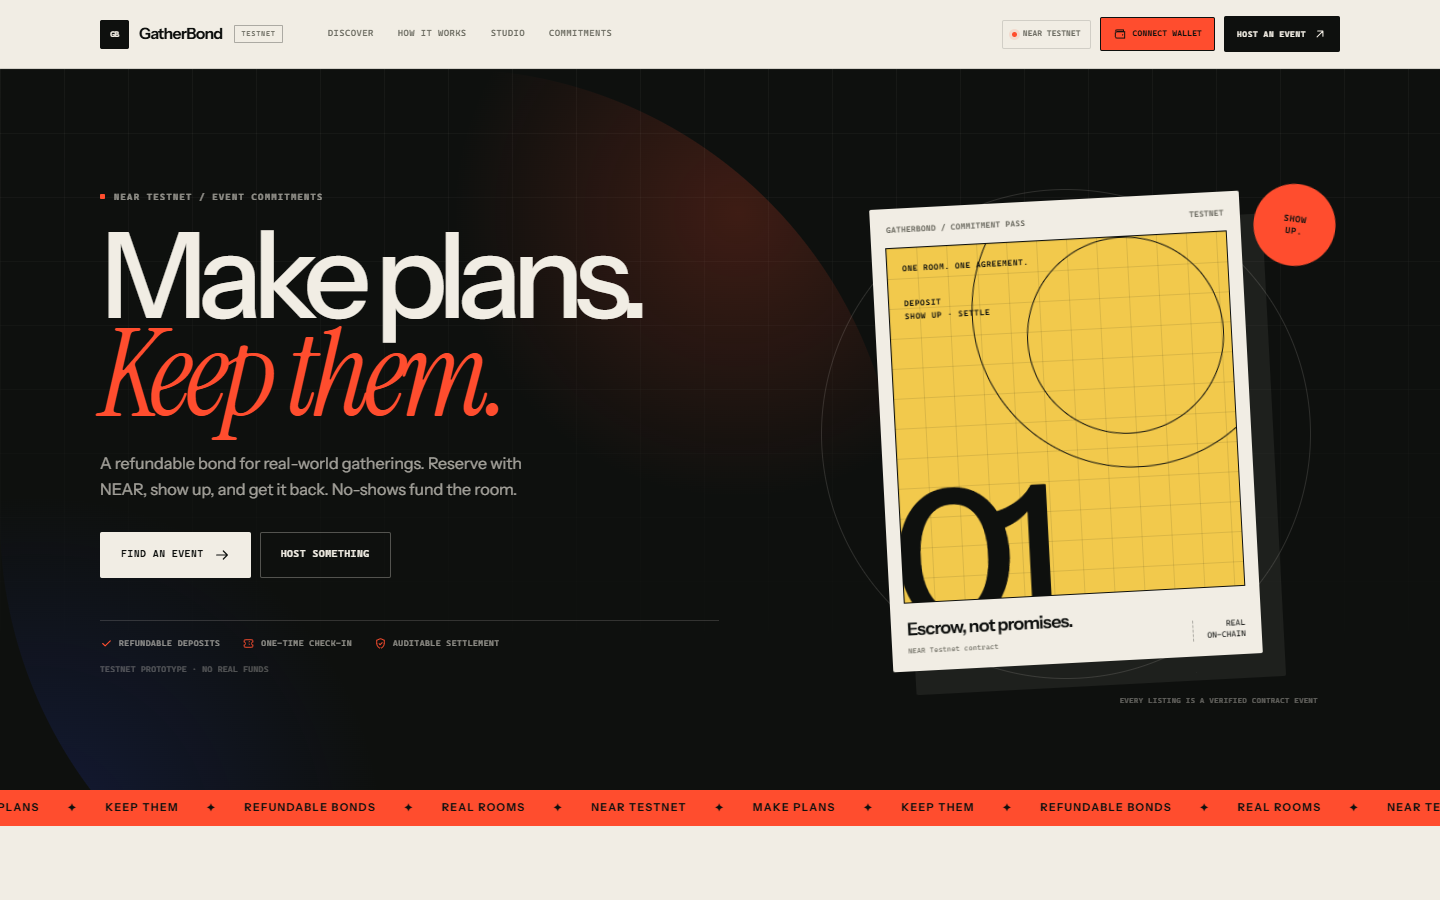 GB
GatherBond
TESTNET
DISCOVER
HOW IT WORKS
STUDIO
COMMITMENTS
NEAR TESTNET
CONNECT WALLET
HOST AN EVENT
NEAR TESTNET / EVENT COMMITMENTS
Make plans.
Keep them.
A refundable bond for real-world gatherings. Reserve with
NEAR, show up, and get it back. No-shows fund the room.
FIND AN EVENT
HOST SOMETHING
REFUNDABLE DEPOSITS
ONE-TIME CHECK-IN
AUDITABLE SETTLEMENT
TESTNET PROTOTYPE · NO REAL FUNDS
GATHERBOND / COMMITMENT PASS
TESTNET
SHOW
UP.
ONE ROOM. ONE AGREEMENT.
DEPOSIT
SHOW UP · SETTLE
01
Escrow, not promises.
NEAR Testnet contract
REAL
ON-CHAIN
EVERY LISTING IS A VERIFIED CONTRACT EVENT
PLANS ✦ KEEP THEM ✦ REFUNDABLE BONDS ✦ REAL ROOMS ✦ NEAR TESTNET ✦ MAKE PLANS ✦ KEEP THEM ✦ REFUNDABLE BONDS ✦ REAL ROOMS ✦ NEAR TE